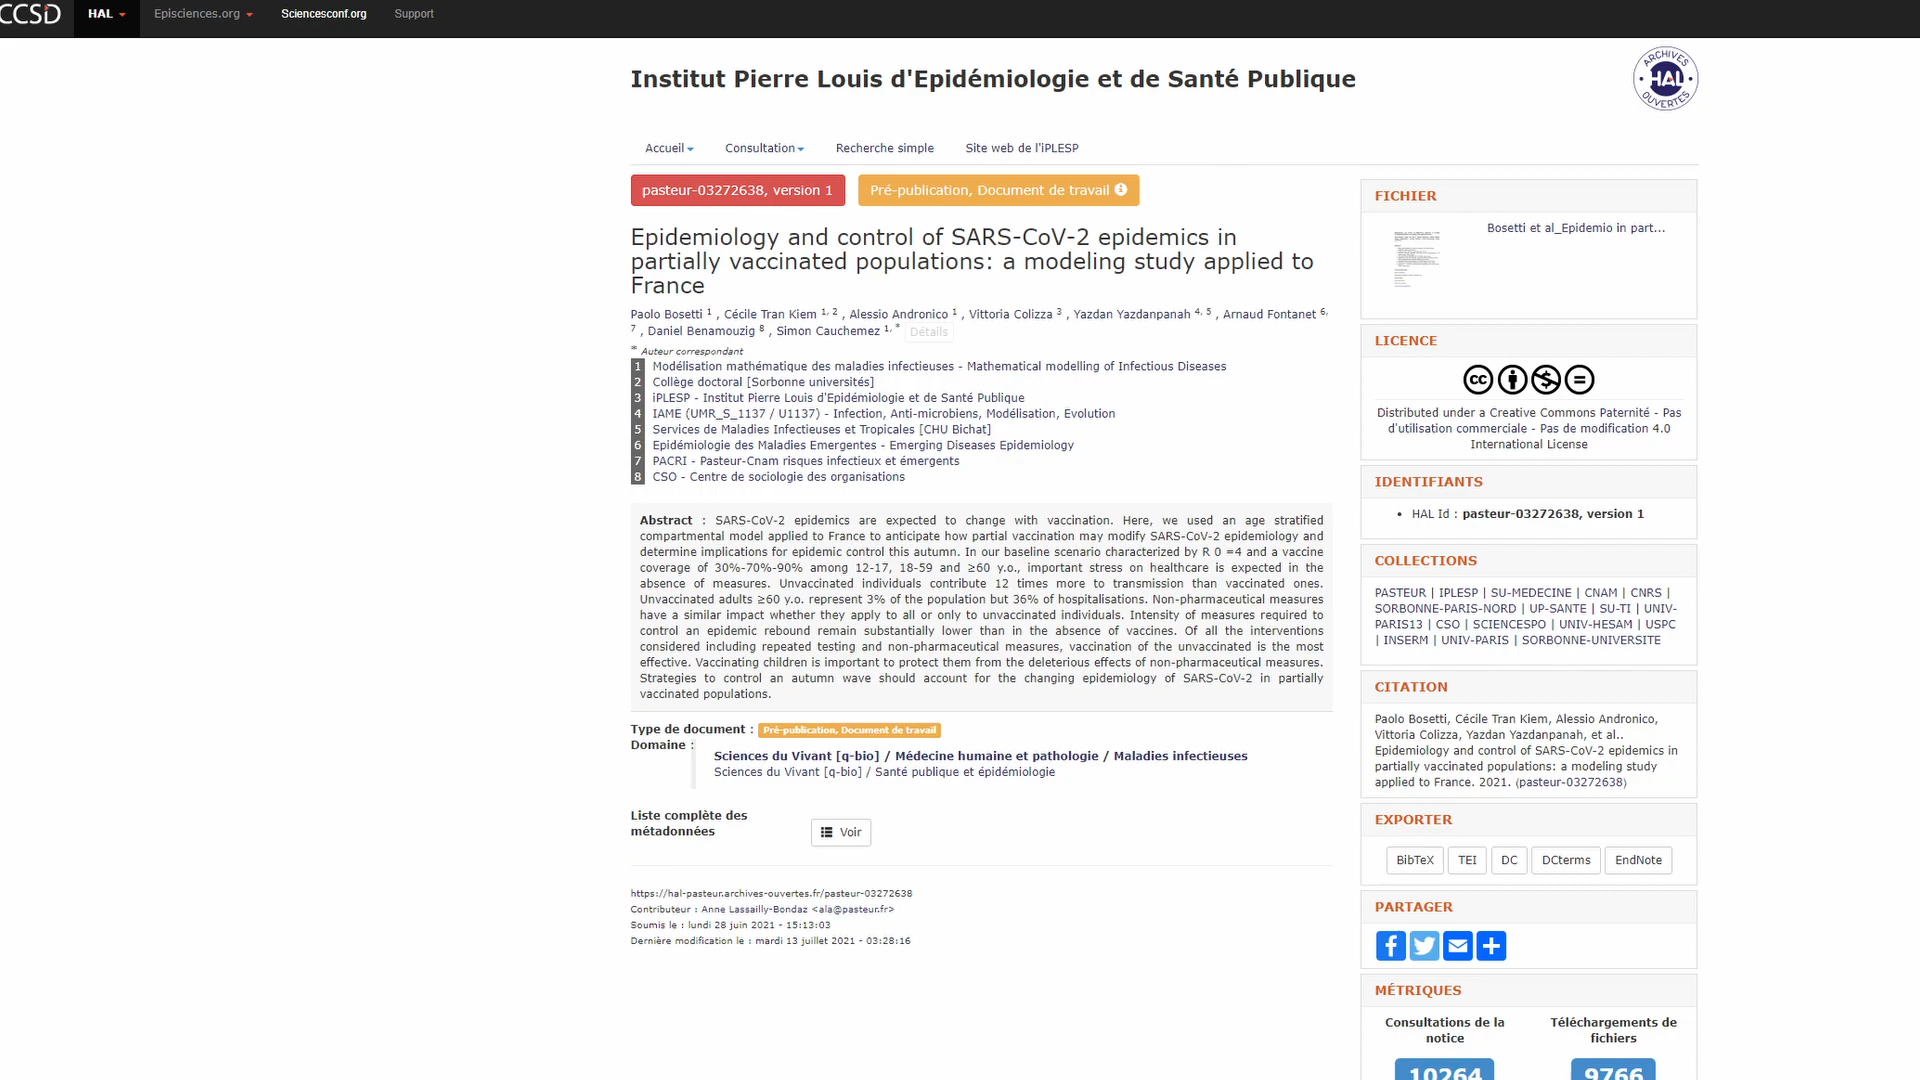 CCSD HAL Episciences.org Sciencesconf.org Support
Institut Pierre Louis d'Epidémiologie et de Santé Publique
ARCHIVES
HAL
OUVERTES
Accueil Consultation Recherche simple Site web de l'iPLESP
pasteur-03272638, version 1 Pré-publication, Document de travail
Epidemiology and control of SARS-CoV-2 epidemics in
partially vaccinated populations: a modeling study applied to
France
Paolo Bosetti 1 , Cécile Tran Kiem 1, 2 , Alessio Andronico 1 , Vittoria Colizza 3 , Yazdan Yazdanpanah 4, 5 , Arnaud Fontanet 6,
7 , Daniel Benamouzig 8 , Simon Cauchemez 1, * Détails
* Auteur correspondant
1 Modélisation mathématique des maladies infectieuses - Mathematical modelling of Infectious Diseases
2 Collège doctoral [Sorbonne universités]
3 iPLESP - Institut Pierre Louis d'Epidémiologie et de Santé Publique
4 IAME (UMR_S_1137 / U1137) - Infection, Anti-microbiens, Modélisation, Evolution
5 Services de Maladies Infectieuses et Tropicales [CHU Bichat]
6 Epidémiologie des Maladies Emergentes - Emerging Diseases Epidemiology
7 PACRI - Pasteur-Cnam risques infectieux et émergents
8 CSO - Centre de sociologie des organisations
Abstract : SARS-CoV-2 epidemics are expected to change with vaccination. Here, we used an age stratified
compartmental model applied to France to anticipate how partial vaccination may modify SARS-CoV-2 epidemiology and
determine implications for epidemic control this autumn. In our baseline scenario characterized by R 0 =4 and a vaccine
coverage of 30%-70%-90% among 12-17, 18-59 and ≥60 y.o., important stress on healthcare is expected in the
absence of measures. Unvaccinated individuals contribute 12 times more to transmission than vaccinated ones.
Unvaccinated adults ≥60 y.o. represent 3% of the population but 36% of hospitalisations. Non-pharmaceutical measures
have a similar impact whether they apply to all or only to unvaccinated individuals. Intensity of measures required to
control an epidemic rebound remain substantially lower than in the absence of vaccines. Of all the interventions
considered including repeated testing and non-pharmaceutical measures, vaccination of the unvaccinated is the most
effective. Vaccinating children is important to protect them from the deleterious effects of non-pharmaceutical measures.
Strategies to control an autumn wave should account for the changing epidemiology of SARS-CoV-2 in partially
vaccinated populations.
Type de document : Pré-publication, Document de travail
Domaine :
Sciences du Vivant [q-bio] / Médecine humaine et pathologie / Maladies infectieuses
Sciences du Vivant [q-bio] / Santé publique et épidémiologie
Liste complète des
métadonnées
Voir
https://hal-pasteur.archives-ouvertes.fr/pasteur-03272638
Contributeur : Anne Lassailly-Bondaz <ala@pasteur.fr>
Soumis le : lundi 28 juin 2021 - 15:13:03
Dernière modification le : mardi 13 juillet 2021 - 03:28:16
FICHIER
Bosetti et al_Epidemio in part...
LICENCE
Distributed under a Creative Commons Paternité - Pas
d'utilisation commerciale - Pas de modification 4.0
International License
IDENTIFIANTS
• HAL Id : pasteur-03272638, version 1
COLLECTIONS
PASTEUR | IPLESP | SU-MEDECINE | CNAM | CNRS |
SORBONNE-PARIS-NORD | UP-SANTE | SU-TI | UNIV-
PARIS13 | CSO | SCIENCESPO | UNIV-HESAM | USPC
| INSERM | UNIV-PARIS | SORBONNE-UNIVERSITE
CITATION
Paolo Bosetti, Cécile Tran Kiem, Alessio Andronico,
Vittoria Colizza, Yazdan Yazdanpanah, et al..
Epidemiology and control of SARS-CoV-2 epidemics in
partially vaccinated populations: a modeling study
applied to France. 2021. ⟨pasteur-03272638⟩
EXPORTER
BibTeX TEI DC DCterms EndNote
PARTAGER
MÉTRIQUES
Consultations de la
notice
10264
Téléchargements de
fichiers
9766